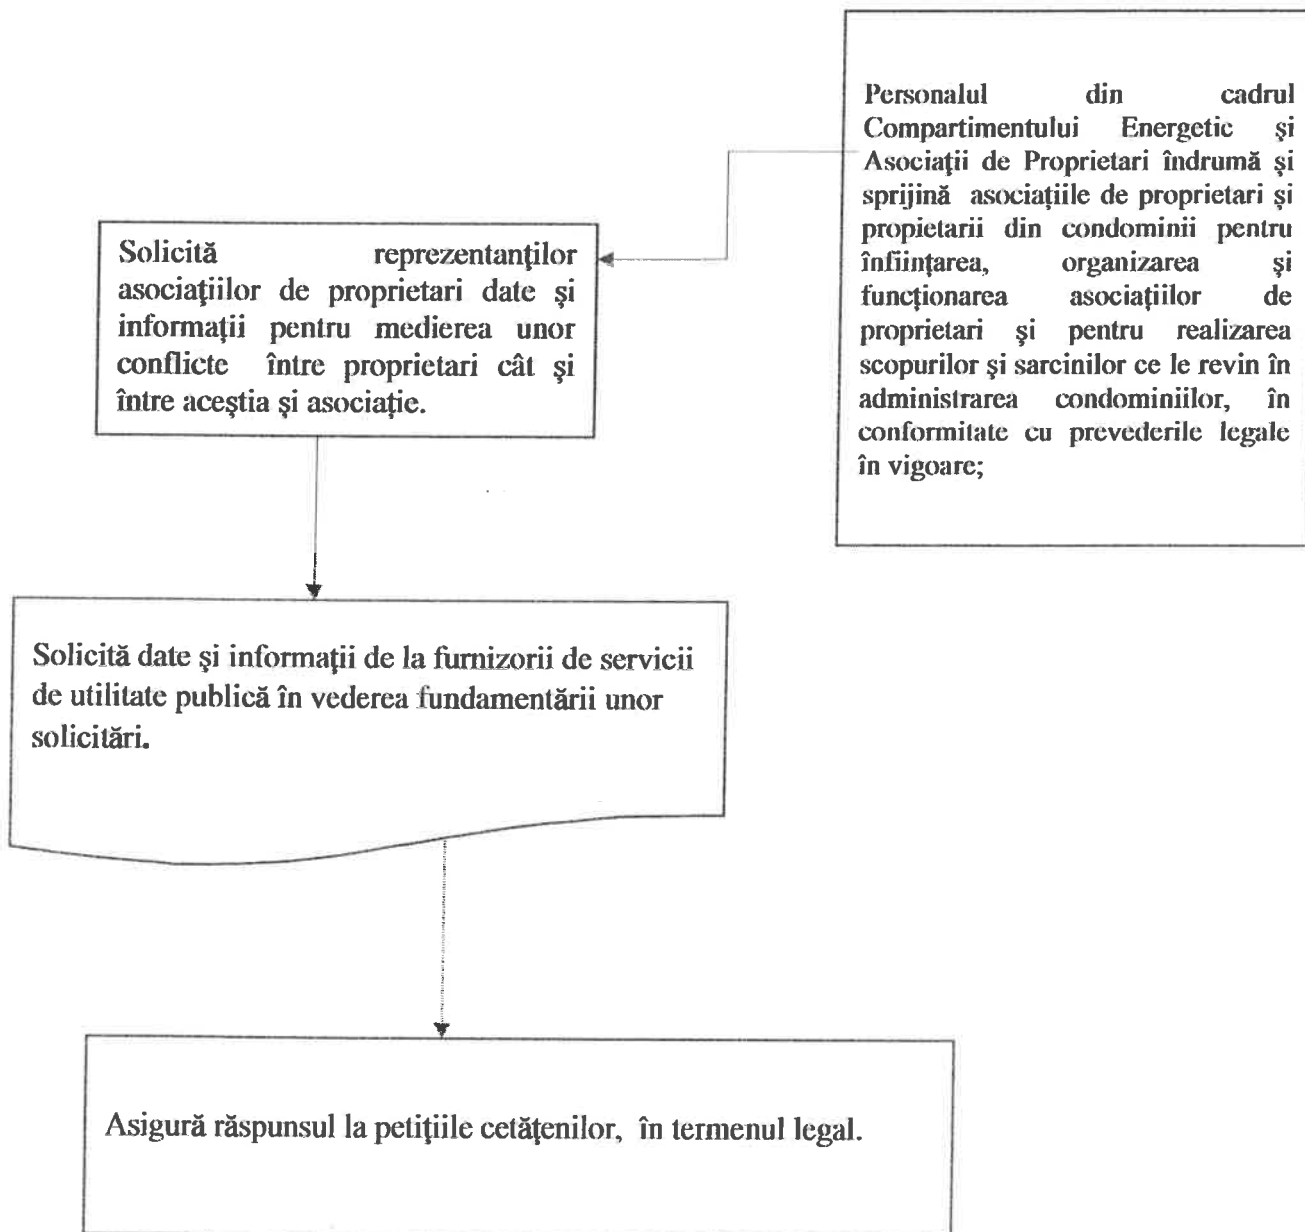 Personalul din cadrul
Compartimentului Energetic şi
Asociaţii de Proprietari îndrumă şi
sprijină asociaţiile de proprietari şi
propietarii din condominii pentru
înfiinţarea, organizarea şi
funcţionarea asociaţiilor de
proprietari şi pentru realizarea
scopurilor şi sarcinilor ce le revin în
administrarea condominiilor, în
conformitate cu prevederile legale
în vigoare;
Solicită reprezentanţilor
asociaţiilor de proprietari date şi
informaţii pentru medierea unor
conflicte între proprietari cât şi
între aceştia şi asociaţie.
Solicită date şi informaţii de la furnizorii de servicii
de utilitate publică în vederea fundamentării unor
solicitări.
Asigură răspunsul la petiţiile cetăţenilor, în termenul legal.